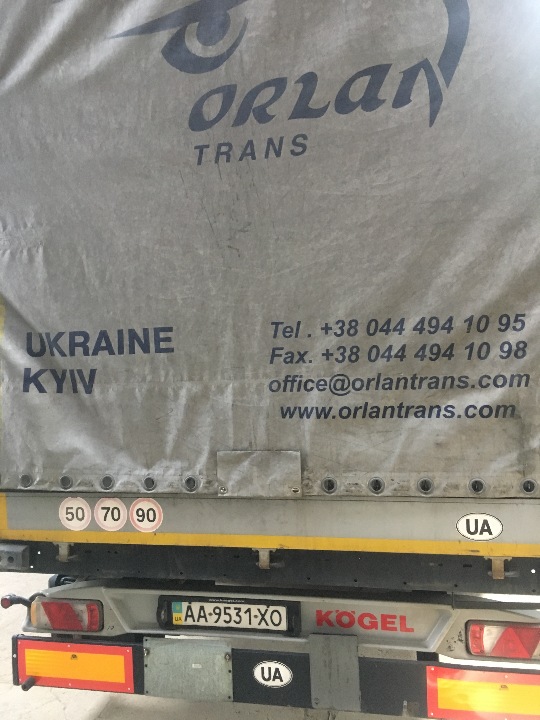 ORLAN
TRANS
UKRAINE
KYIV
Tel . +38 044 494 10 95
Fax. +38 044 494 10 98
office@orlantrans.com
www.orlantrans.com
50 70 90
UA
UA AA-9531-XO
KÖGEL
UA